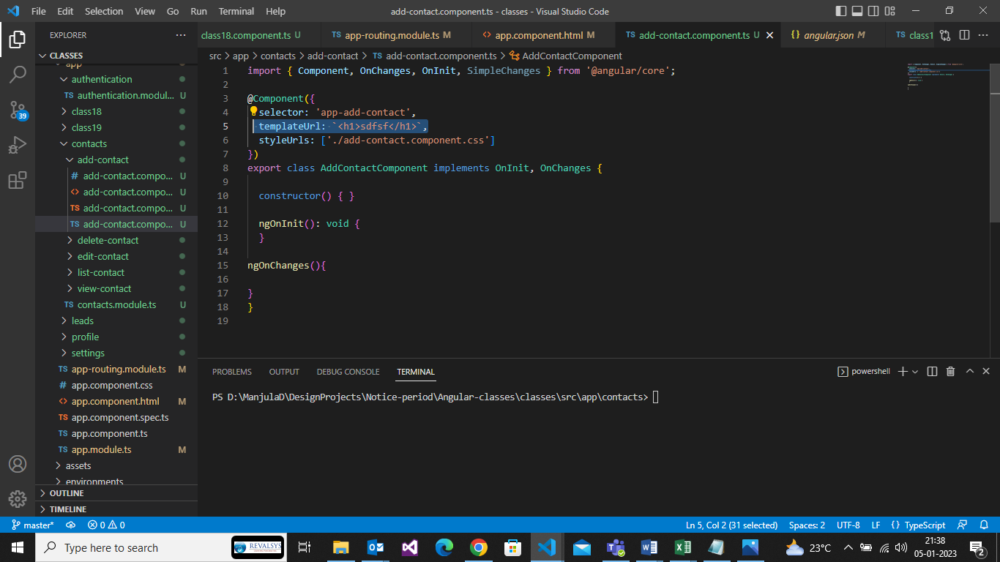 File Edit Selection View Go Run Terminal Help add-contact.component.ts - classes - Visual Studio Code
EXPLORER ···
class18.component.ts U TS app-routing.module.ts M <> app.component.html M TS add-contact.component.ts U {} angular.json M TS class1
CLASSES
src > app > contacts > add-contact > TS add-contact.component.ts > AddContactComponent
app
authentication
TS authentication.modul... U
class18
class19
contacts
add-contact
# add-contact.compo... U
<> add-contact.compo... U
TS add-contact.compo... U
TS add-contact.compo... U
delete-contact
edit-contact
list-contact
view-contact
TS contacts.module.ts U
leads
profile
settings
TS app-routing.module.ts M
# app.component.css
<> app.component.html M
TS app.component.spec.ts
TS app.component.ts
TS app.module.ts M
assets
environments
OUTLINE
TIMELINE
39
1 import { Component, OnChanges, OnInit, SimpleChanges } from '@angular/core';
2
3 @Component({
4 selector: 'app-add-contact',
5 templateUrl: `<h1>sdfsf</h1>`,
6 styleUrls: ['./add-contact.component.css']
7 })
8 export class AddContactComponent implements OnInit, OnChanges {
9
10 constructor() { }
11
12 ngOnInit(): void {
13 }
14
15 ngOnChanges(){
16
17 }
18 }
19
PROBLEMS OUTPUT DEBUG CONSOLE TERMINAL powershell
PS D:\ManjulaD\DesignProjects\Notice-period\Angular-classes\classes\src\app\contacts>
master* 0 0 Ln 5, Col 2 (31 selected) Spaces: 2 UTF-8 LF {} TypeScript
Type here to search REVALSYS 23°C 21:38
05-01-2023 2